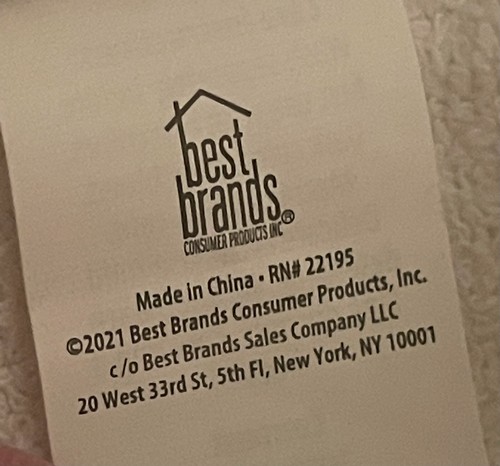 best
brands®
CONSUMER PRODUCTS INC
Made in China • RN# 22195
©2021 Best Brands Consumer Products, Inc.
c/o Best Brands Sales Company LLC
20 West 33rd St, 5th Fl, New York, NY 10001